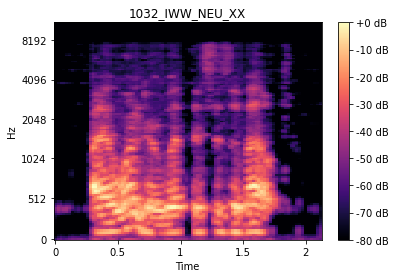 1032_IWW_NEU_XX
+0 dB
8192
-10 dB
4096
-20 dB
-30 dB
2048
-40 dB
Hz
1024
-50 dB
512
-60 dB
-70 dB
0
-80 dB
0
0.5
1
1.5
2
Time